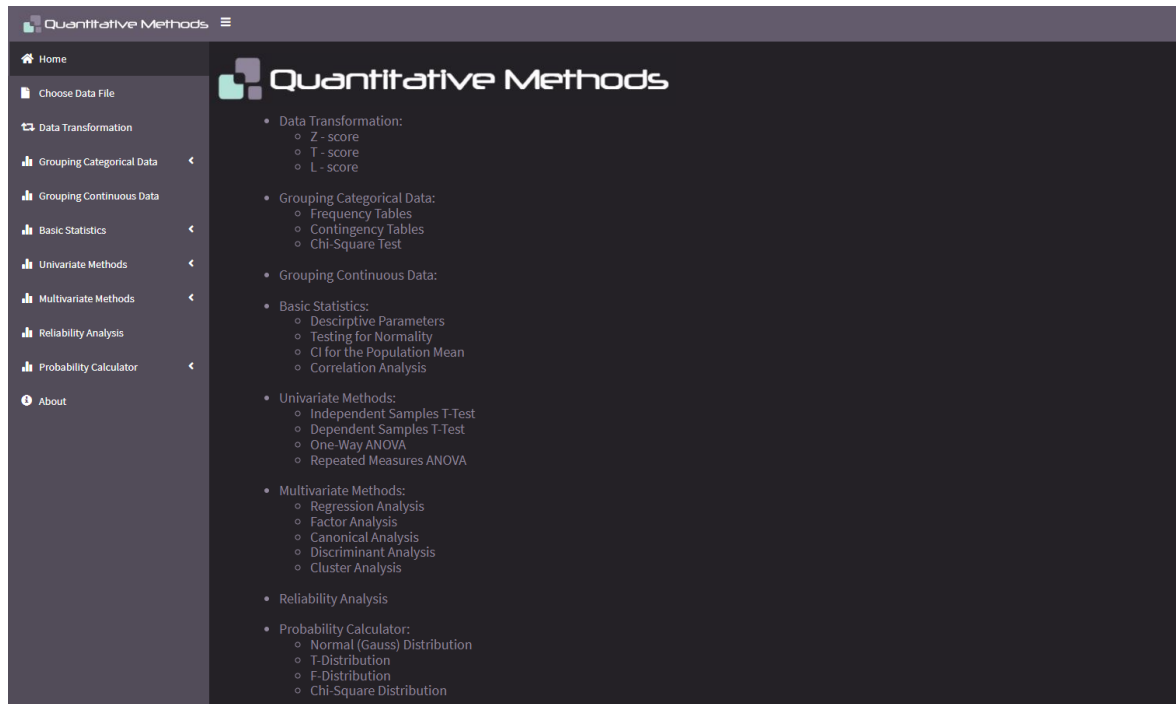 Quantitative Methods
Home
Choose Data File
Data Transformation
Grouping Categorical Data
Grouping Continuous Data
Basic Statistics
Univariate Methods
Multivariate Methods
Reliability Analysis
Probability Calculator
About
Quantitative Methods
Data Transformation:
Z - score
T - score
L - score
Grouping Categorical Data:
Frequency Tables
Contingency Tables
Chi-Square Test
Grouping Continuous Data:
Basic Statistics:
Descirptive Parameters
Testing for Normality
CI for the Population Mean
Correlation Analysis
Univariate Methods:
Independent Samples T-Test
Dependent Samples T-Test
One-Way ANOVA
Repeated Measures ANOVA
Multivariate Methods:
Regression Analysis
Factor Analysis
Canonical Analysis
Discriminant Analysis
Cluster Analysis
Reliability Analysis
Probability Calculator:
Normal (Gauss) Distribution
T-Distribution
F-Distribution
Chi-Square Distribution